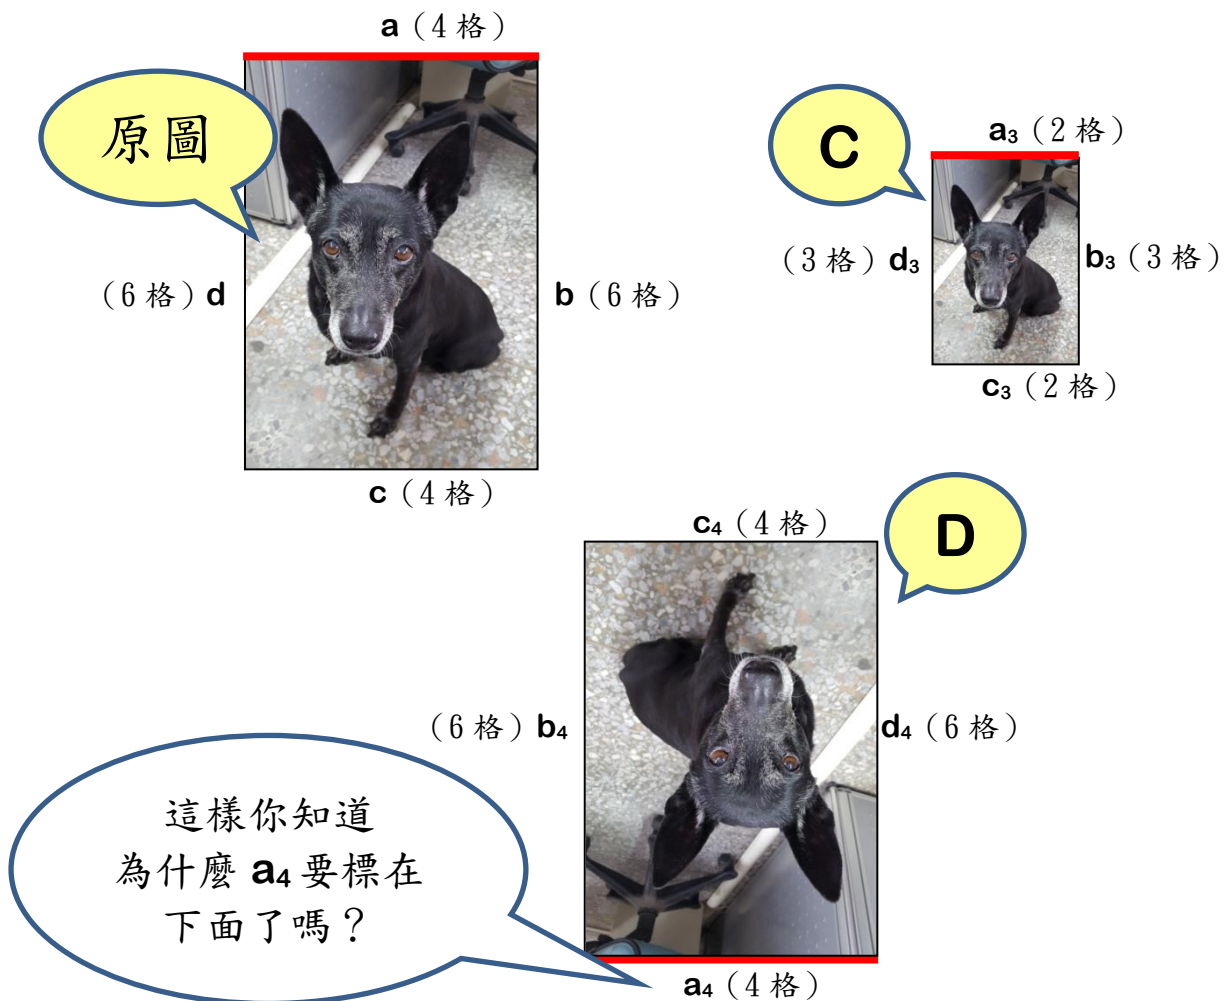 a（4 格）
原圖
（6 格）d
b（6 格）
c（4 格）
C
a₃（2 格）
（3 格）d₃
b₃（3 格）
c₃（2 格）
D
c₄（4 格）
（6 格）b₄
d₄（6 格）
a₄（4 格）
這樣你知道
為什麼 a₄ 要標在
下面了嗎？